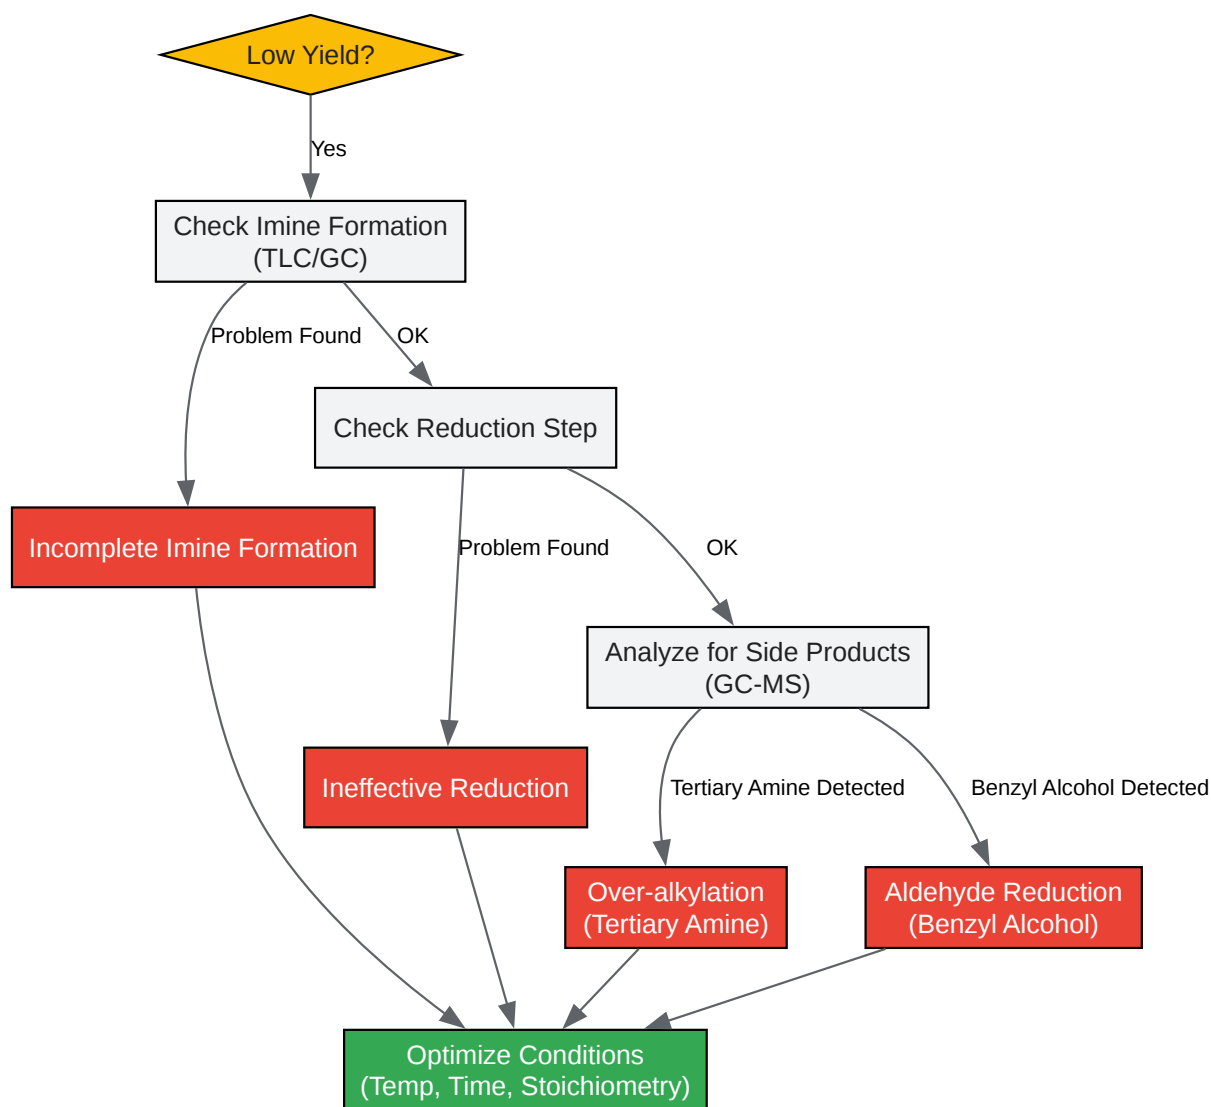 Low Yield?
Yes
Check Imine Formation
(TLC/GC)
Problem Found
OK
Check Reduction Step
Incomplete Imine Formation
Problem Found
OK
Analyze for Side Products
(GC-MS)
Ineffective Reduction
Tertiary Amine Detected
Benzyl Alcohol Detected
Over-alkylation
(Tertiary Amine)
Aldehyde Reduction
(Benzyl Alcohol)
Optimize Conditions
(Temp, Time, Stoichiometry)